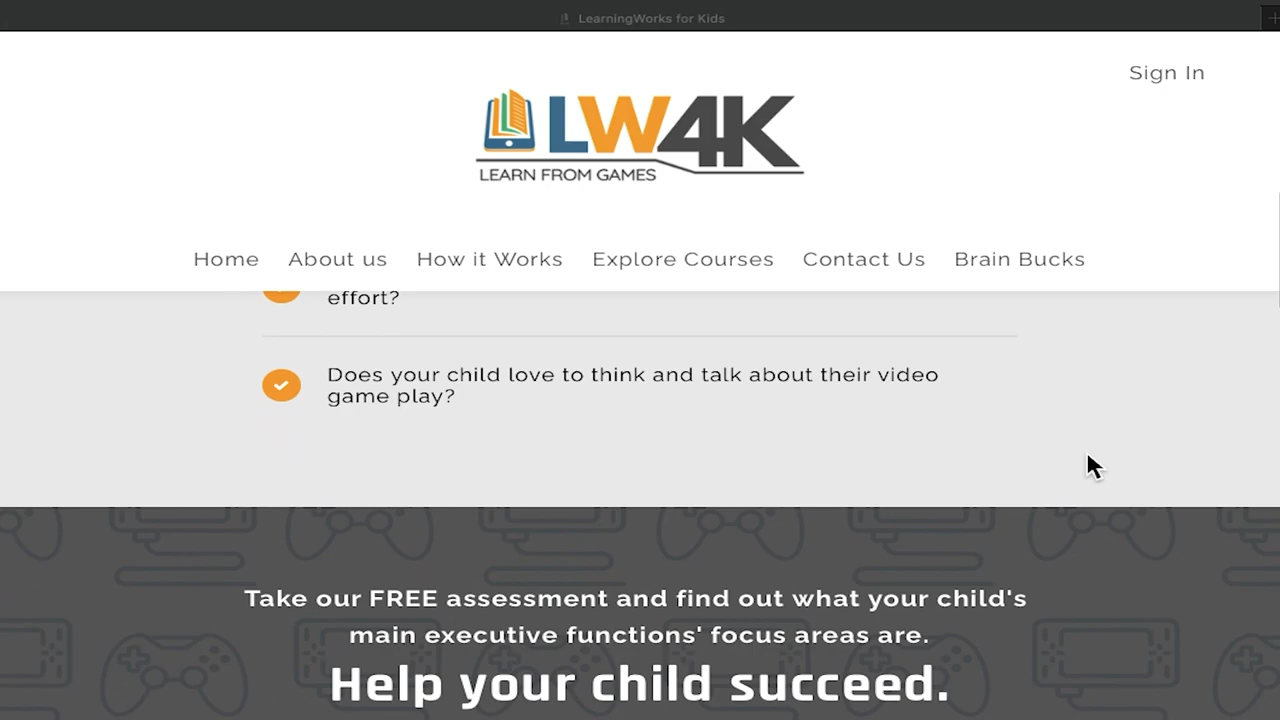 LearningWorks for Kids
Sign In
LW4K
LEARN FROM GAMES
Home About us How it Works Explore Courses Contact Us Brain Bucks
effort?
Does your child love to think and talk about their video
game play?
Take our FREE assessment and find out what your child's
main executive functions' focus areas are.
Help your child succeed.